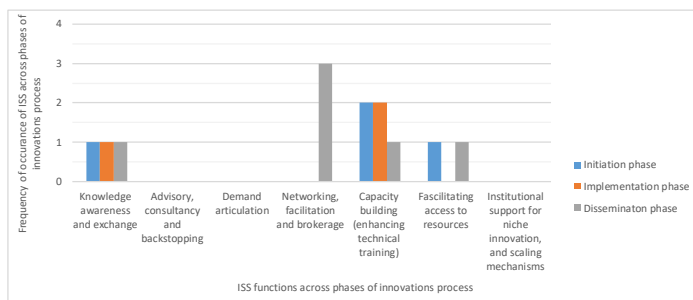 Frequency of occurance of ISS across phases of
innovations process
4
3
2
1
0
Knowledge
awareness
and exchange
Advisory,
consultancy
and
backstopping
Demand
articulation
Networking,
facilitation
and brokerage
Capacity
building
(enhancing
technical
training)
Fascilitating
access to
resources
Institutional
support for
niche
innovation,
and scaling
mechanisms
ISS functions across phases of innovations process
Initiation phase
Implementation phase
Disseminaton phase